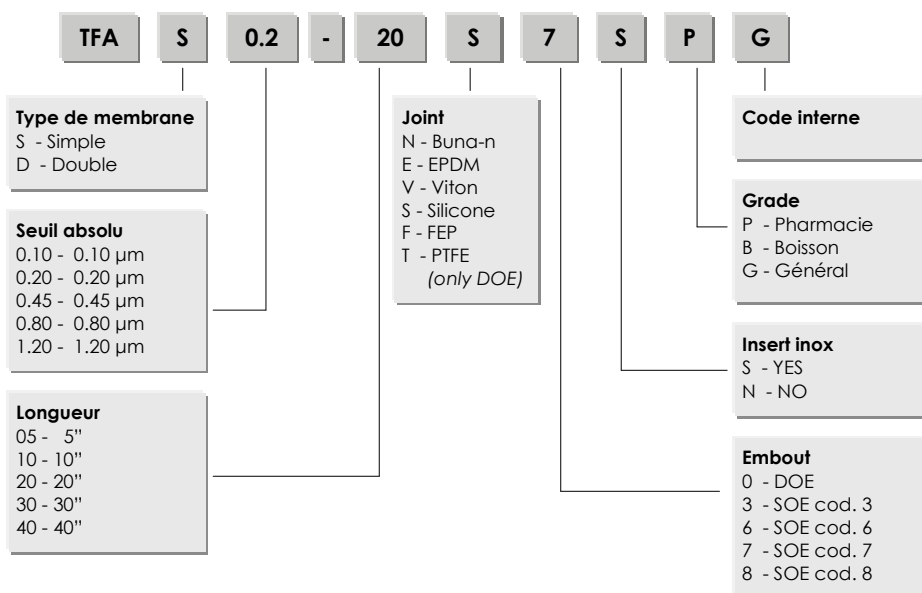 TFA S 0.2 - 20 S 7 S P G
Type de membrane
S - Simple
D - Double
Seuil absolu
0.10 - 0.10 µm
0.20 - 0.20 µm
0.45 - 0.45 µm
0.80 - 0.80 µm
1.20 - 1.20 µm
Longueur
05 - 5”
10 - 10”
20 - 20”
30 - 30”
40 - 40”
Joint
N - Buna-n
E - EPDM
V - Viton
S - Silicone
F - FEP
T - PTFE
(only DOE)
Code interne
Grade
P - Pharmacie
B - Boisson
G - Général
Insert inox
S - YES
N - NO
Embout
0 - DOE
3 - SOE cod. 3
6 - SOE cod. 6
7 - SOE cod. 7
8 - SOE cod. 8